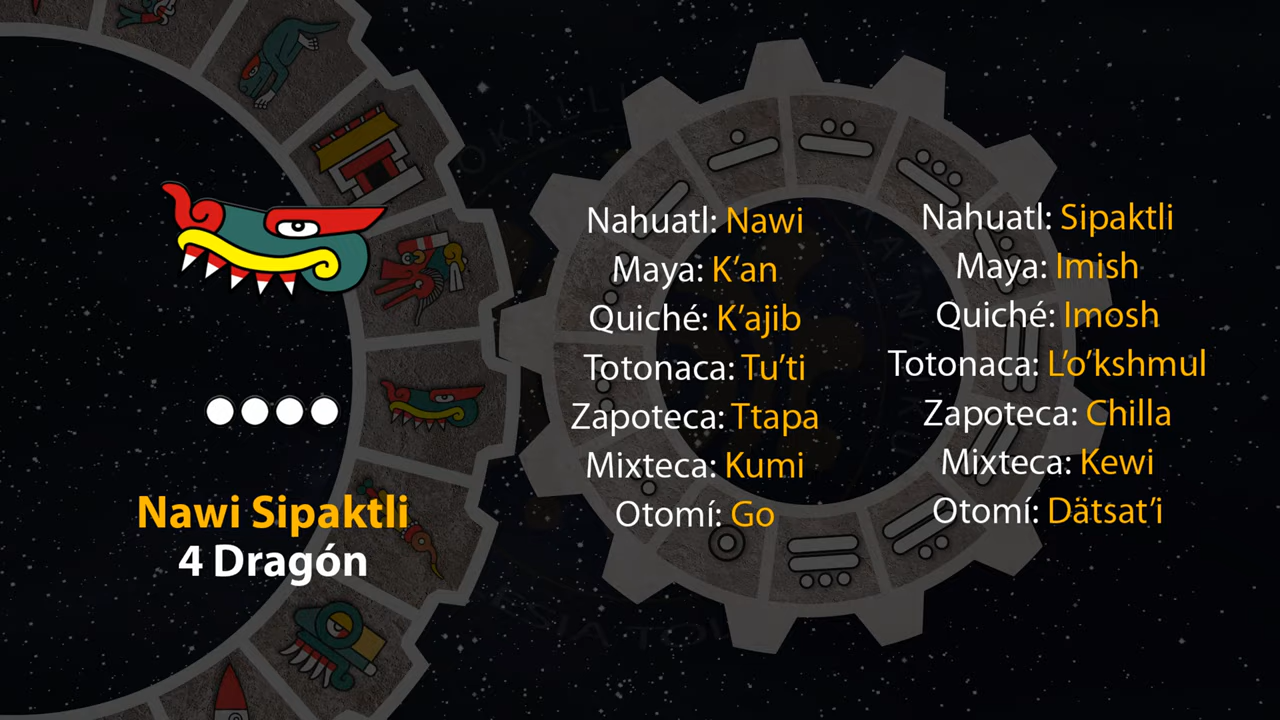 Nawi Sipaktli
4 Dragón
Nahuatl: Nawi
Maya: K'an
Quiché: K'ajib
Totonaca: Tu'ti
Zapoteca: Ttapa
Mixteca: Kumi
Otomí: Go
Nahuatl: Sipaktli
Maya: Imish
Quiché: Imosh
Totonaca: L'o'kshmul
Zapoteca: Chilla
Mixteca: Kewi
Otomí: Dätsat'i